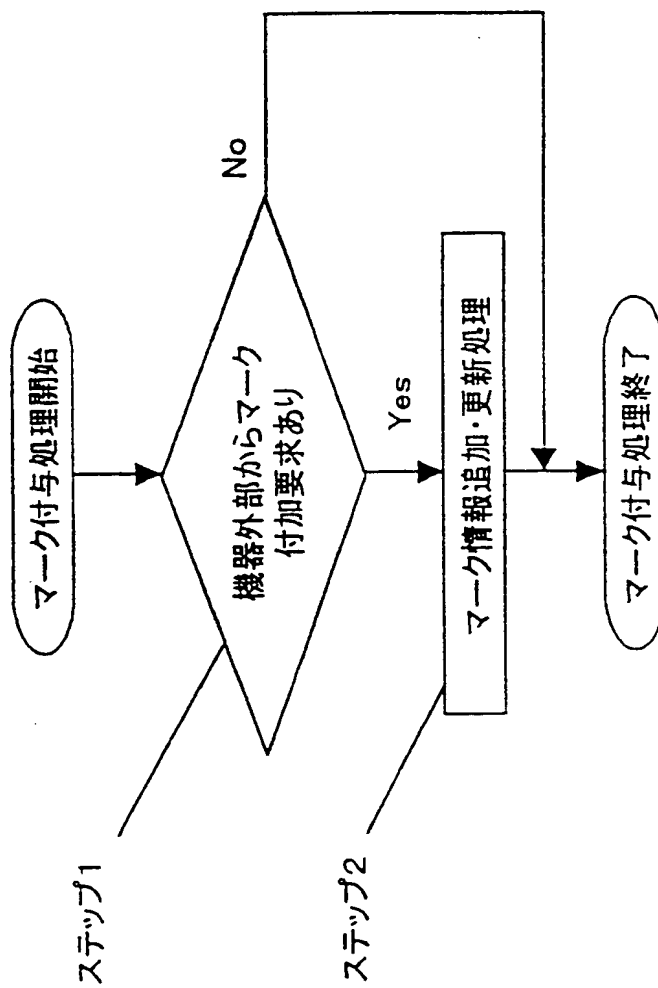 マーク付与処理開始
ステップ1
機器外部からマーク
付加要求あり
No
Yes
ステップ2
マーク情報追加・更新処理
マーク付与処理終了